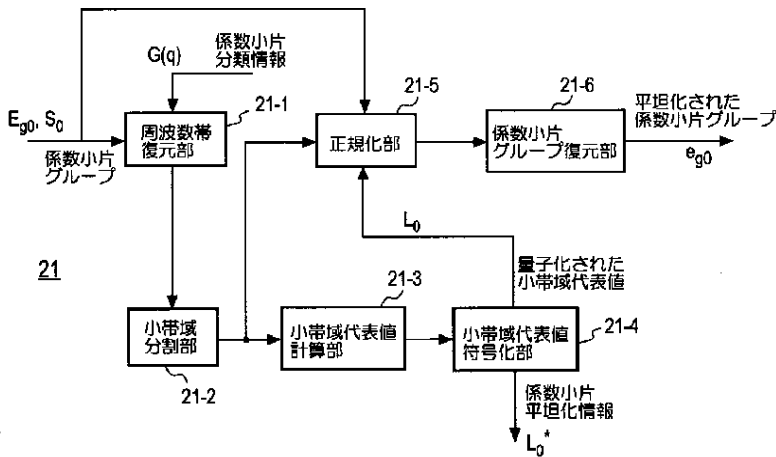 係数小片
分類情報
G(q)
21-1
21-5
21-6
平坦化された
係数小片グループ
E_g0, S_0
係数小片
グループ
周波数帯
復元部
正規化部
係数小片
グループ復元部
e_g0
L_0
量子化された
小帯域代表値
21
21-3
小帯域
分割部
21-2
小帯域代表値
計算部
小帯域代表値
符号化部
21-4
係数小片
平坦化情報
L_0*